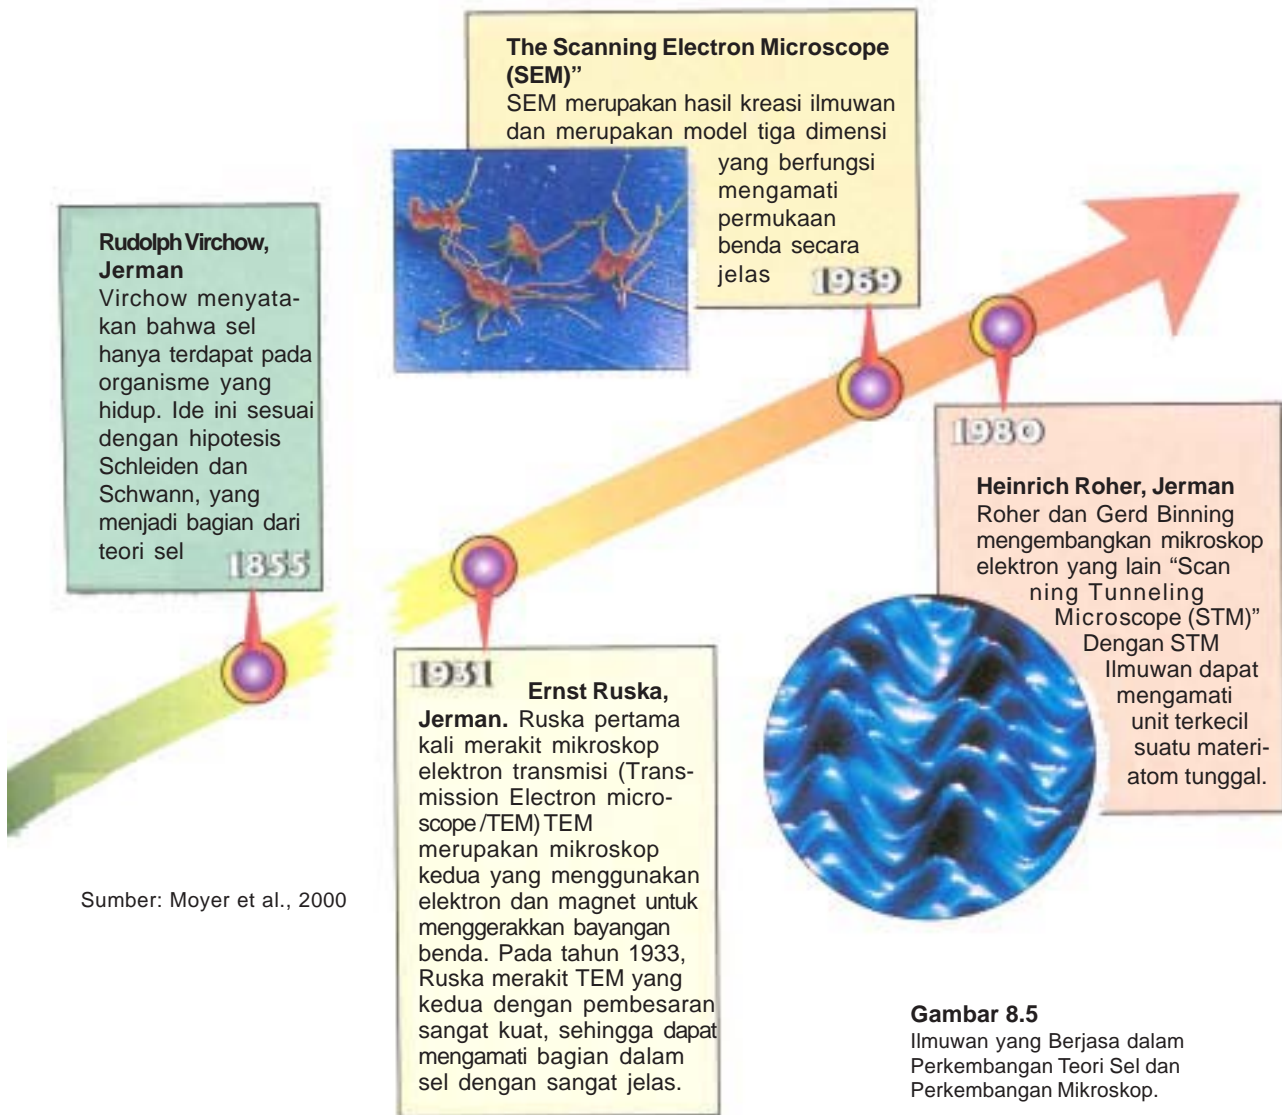 The Scanning Electron Microscope
(SEM)”
SEM merupakan hasil kreasi ilmuwan
dan merupakan model tiga dimensi
yang berfungsi
mengamati
permukaan
benda secara
jelas
1969
Rudolph Virchow,
Jerman
Virchow menyata-
kan bahwa sel
hanya terdapat pada
organisme yang
hidup. Ide ini sesuai
dengan hipotesis
Schleiden dan
Schwann, yang
menjadi bagian dari
teori sel
1855
1980
Heinrich Roher, Jerman
Roher dan Gerd Binning
mengembangkan mikroskop
elektron yang lain “Scan
ning Tunneling
Microscope (STM)”
Dengan STM
Ilmuwan dapat
mengamati
unit terkecil
suatu materi-
atom tunggal.
1931
Ernst Ruska,
Jerman. Ruska pertama
kali merakit mikroskop
elektron transmisi (Trans-
mission Electron micro-
scope/TEM) TEM
merupakan mikroskop
kedua yang menggunakan
elektron dan magnet untuk
menggerakkan bayangan
benda. Pada tahun 1933,
Ruska merakit TEM yang
kedua dengan pembesaran
sangat kuat, sehingga dapat
mengamati bagian dalam
sel dengan sangat jelas.
Sumber: Moyer et al., 2000
Gambar 8.5
Ilmuwan yang Berjasa dalam
Perkembangan Teori Sel dan
Perkembangan Mikroskop.